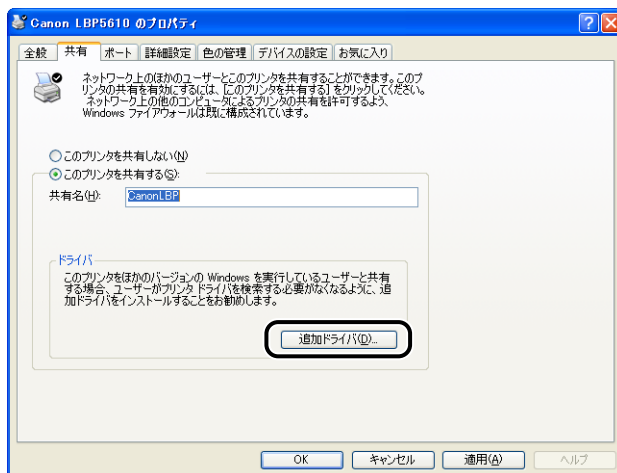 Canon LBP5610 のプロパティ
全般 共有 ポート 詳細設定 色の管理 デバイスの設定 お気に入り
ネットワーク上のほかのユーザーとこのプリンタを共有することができます。このプ
リンタの共有を有効にするには、[このプリンタを共有する] をクリックしてください。
ネットワーク上の他のコンピュータによるプリンタの共有を許可するよう、
Windows ファイアウォールは既に構成されています。
このプリンタを共有しない(N)
このプリンタを共有する(S):
共有名(H): CanonLBP
ドライバ
このプリンタをほかのバージョンの Windows を実行しているユーザーと共有
する場合、ユーザーがプリンタ ドライバを検索する必要がなくなるように、追
加ドライバをインストールすることをお勧めします。
追加ドライバ(D)...
OK キャンセル 適用(A) ヘルプ